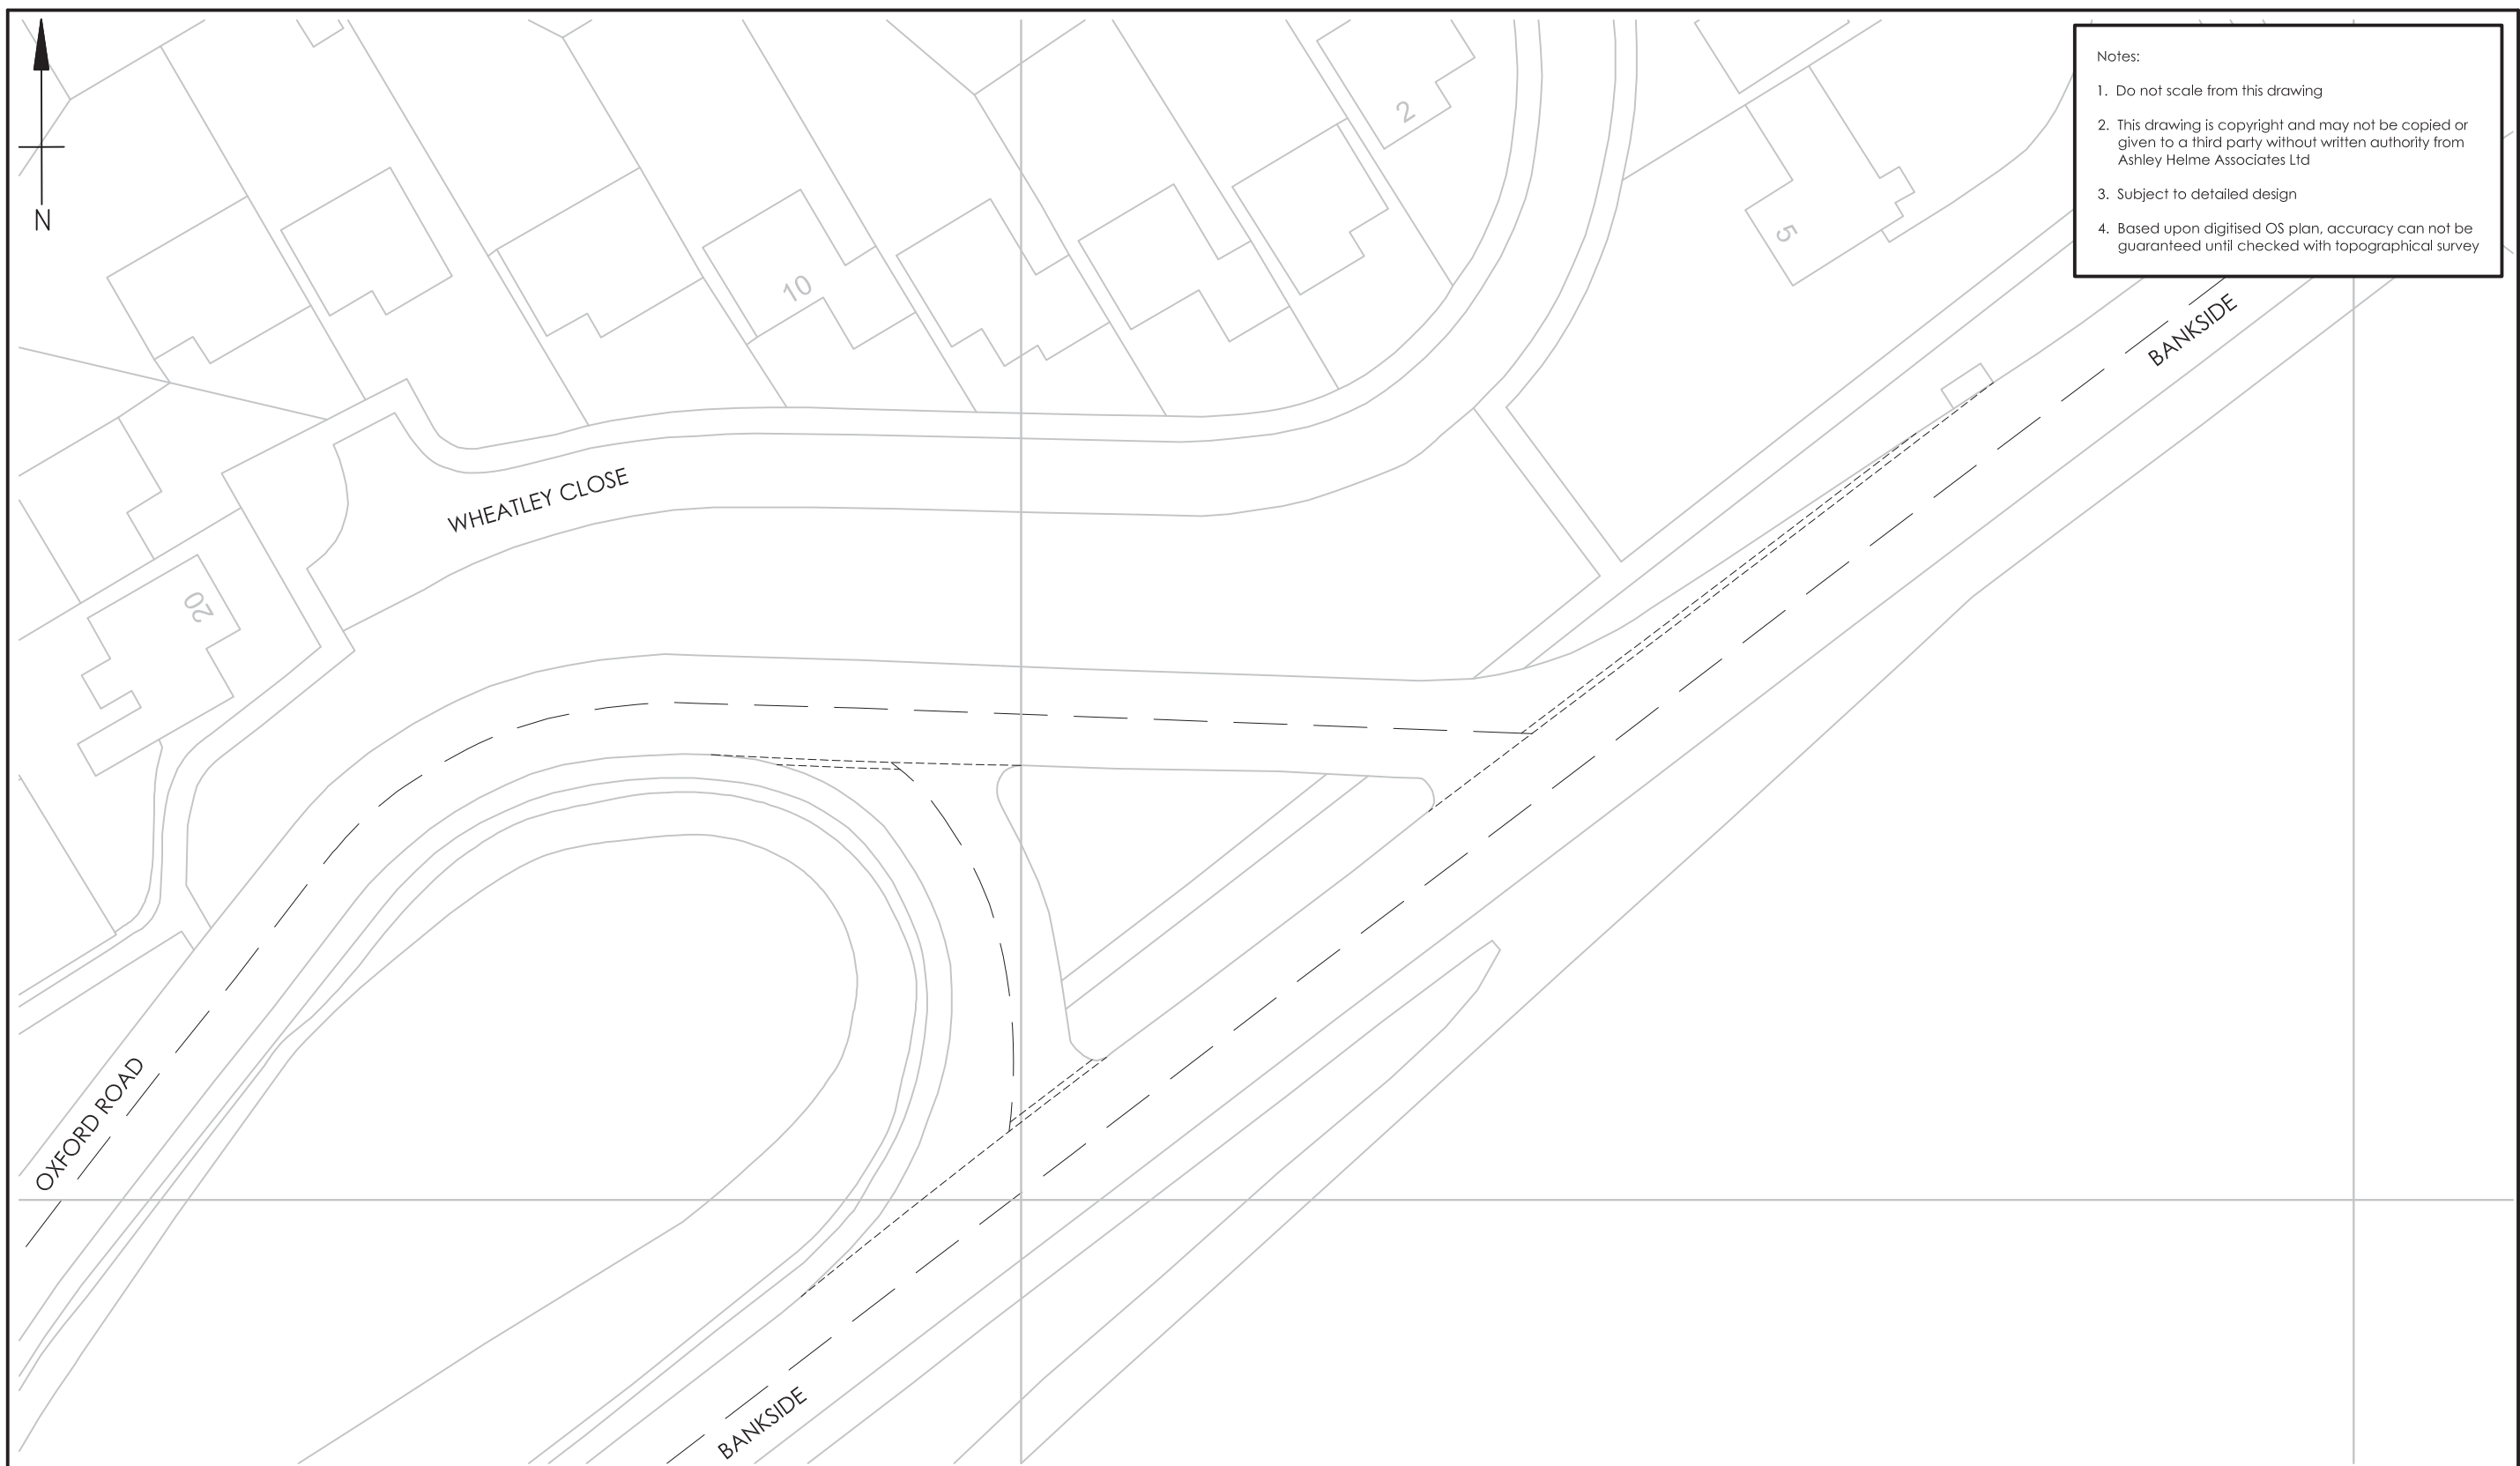 N
Notes:
1. Do not scale from this drawing
2. This drawing is copyright and may not be copied or
given to a third party without written authority from
Ashley Helme Associates Ltd
3. Subject to detailed design
4. Based upon digitised OS plan, accuracy can not be
guaranteed until checked with topographical survey
2
5
10
BANKSIDE
WHEATLEY CLOSE
20
OXFORD ROAD
BANKSIDE